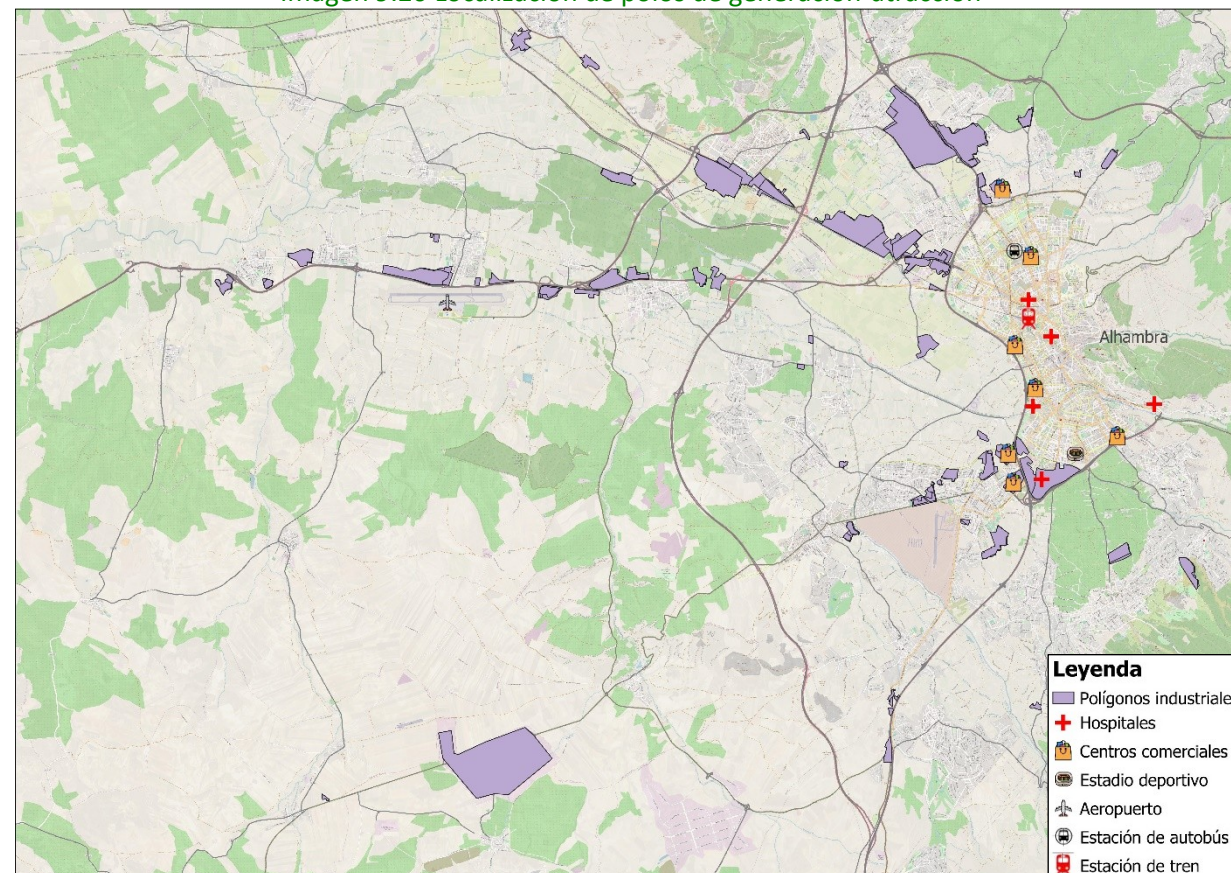 Alhambra
Leyenda
Polígonos industriale
Hospitales
Centros comerciales
Estadio deportivo
Aeropuerto
Estación de autobús
Estación de tren